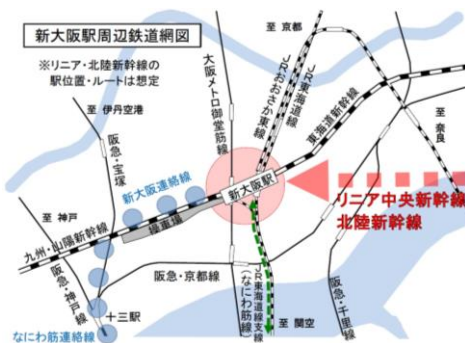 新大阪駅周辺鉄道網図
※リニア・北陸新幹線の
駅位置・ルートは想定
至 伊丹空港
阪急・宝塚
新大阪連絡線
至 神戸
九州・山陽新幹線
操車場
阪急・神戸線
十三駅
なにわ筋連絡線
阪急・京都線
大阪メトロ御堂筋線
新大阪駅
至 京都
JR東海道線
JRおおさか東線
東海道新幹線
至 奈良
リニア中央新幹線
北陸新幹線
JR東海道線支線
(なにわ筋線)
至 関空
阪急・千里線